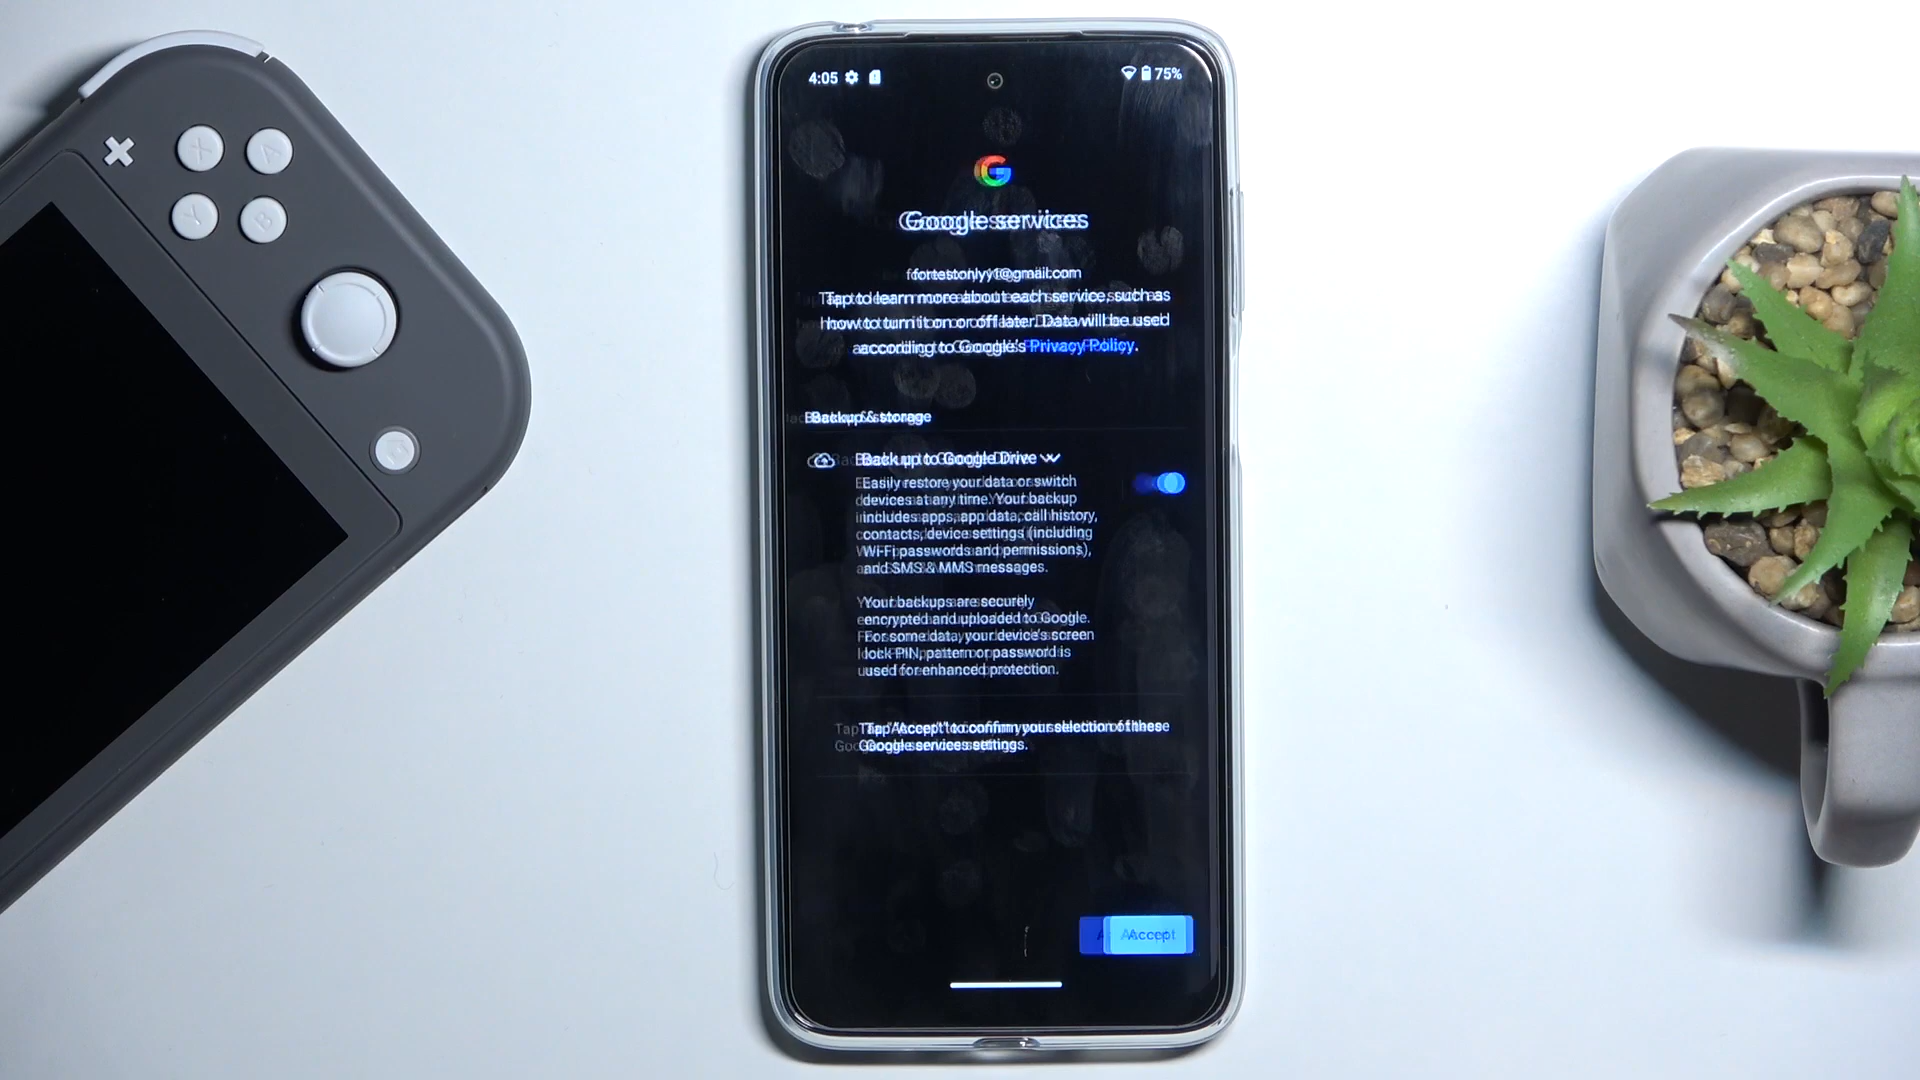 X
A
Y
B
4:05
75%
Google services
fortestonlyy1@gmail.com
Tap to learn more about each service, such as
how to turn it on or off later. Data will be used
according to Google's Privacy Policy.
Backup & storage
Back up to Google Drive
Easily restore your data or switch
devices at any time. Your backup
includes apps, app data, call history,
contacts, device settings (including
Wi-Fi passwords and permissions),
and SMS & MMS messages.
Your backups are securely
encrypted and uploaded to Google.
For some data, your device's screen
lock PIN, pattern or password is
used for enhanced protection.
Tap "Accept" to confirm your selection of these
Google services settings.
Accept